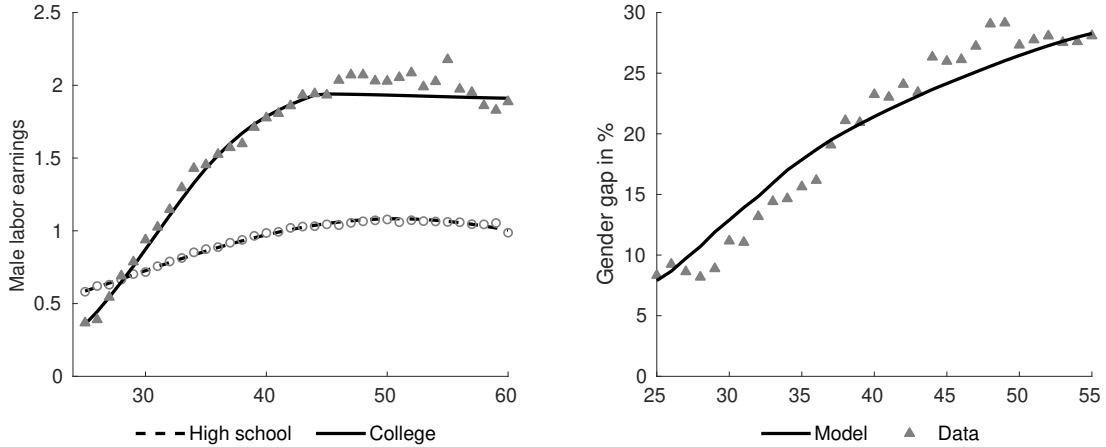 2.5
2
1.5
1
0.5
0
Male labor earnings
30 40 50 60
High school College
30
25
20
15
10
5
0
Gender gap in %
25 30 35 40 45 50 55
Model Data